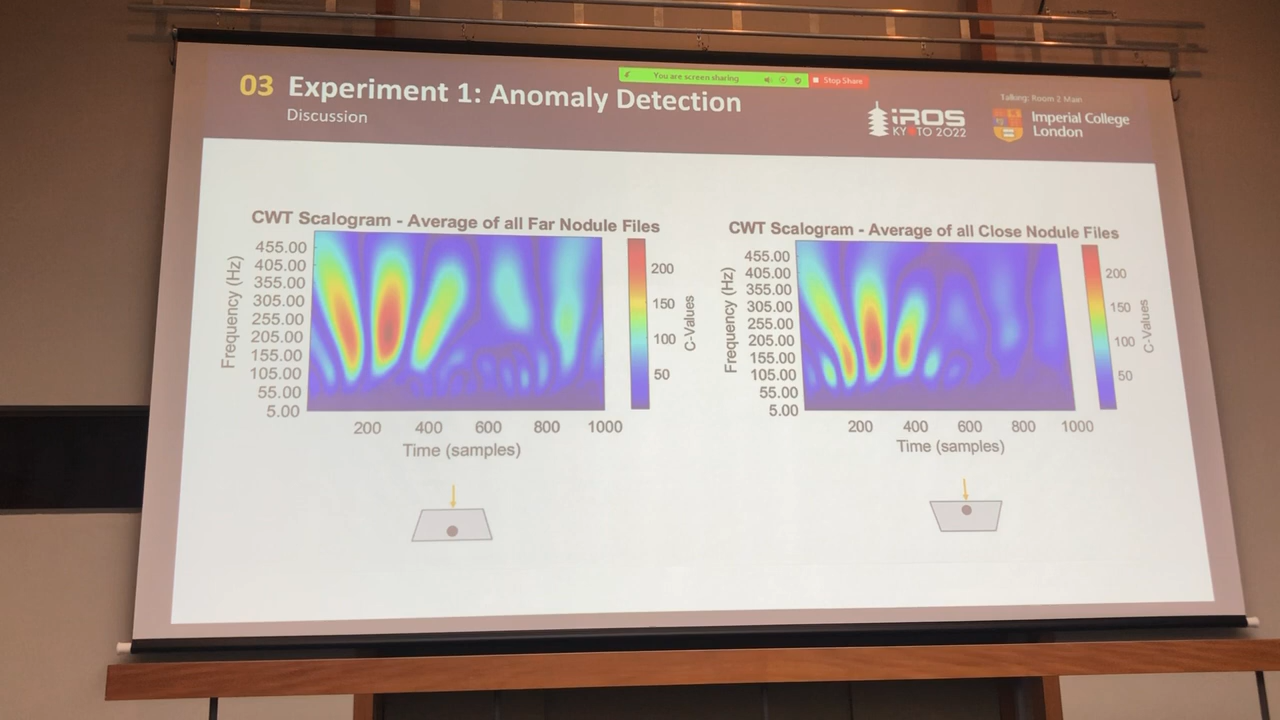 You are screen sharing
Stop Share
03 Experiment 1: Anomaly Detection
Discussion
iROS
KYOTO 2022
Talking: Room 2 Main
Imperial College
London
CWT Scalogram - Average of all Far Nodule Files
Frequency (Hz)
455.00
405.00
355.00
305.00
255.00
205.00
155.00
105.00
55.00
5.00
200 400 600 800 1000
Time (samples)
200
150
100
50
C-Values
CWT Scalogram - Average of all Close Nodule Files
Frequency (Hz)
455.00
405.00
355.00
305.00
255.00
205.00
155.00
105.00
55.00
5.00
200 400 600 800 1000
Time (samples)
200
150
100
50
C-Values